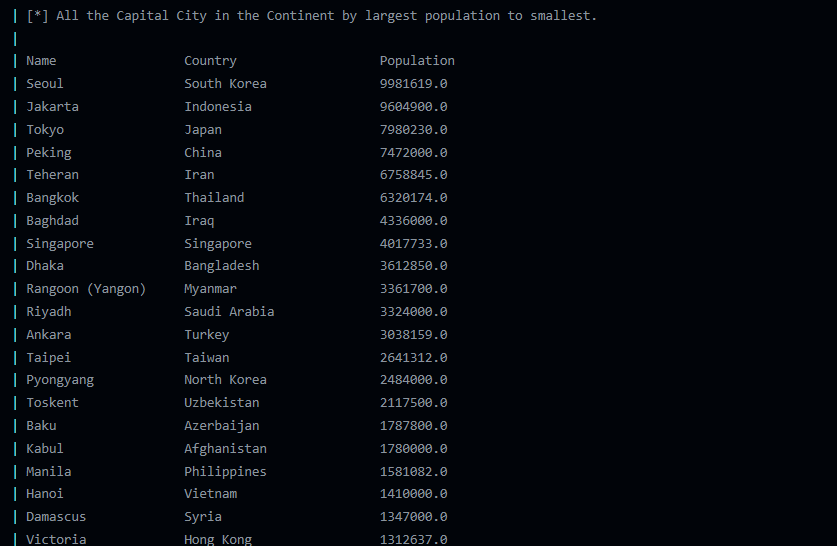 | [*] All the Capital City in the Continent by largest population to smallest.
|
| Name Country Population
| Seoul South Korea 9981619.0
| Jakarta Indonesia 9604900.0
| Tokyo Japan 7980230.0
| Peking China 7472000.0
| Teheran Iran 6758845.0
| Bangkok Thailand 6320174.0
| Baghdad Iraq 4336000.0
| Singapore Singapore 4017733.0
| Dhaka Bangladesh 3612850.0
| Rangoon (Yangon) Myanmar 3361700.0
| Riyadh Saudi Arabia 3324000.0
| Ankara Turkey 3038159.0
| Taipei Taiwan 2641312.0
| Pyongyang North Korea 2484000.0
| Toskent Uzbekistan 2117500.0
| Baku Azerbaijan 1787800.0
| Kabul Afghanistan 1780000.0
| Manila Philippines 1581082.0
| Hanoi Vietnam 1410000.0
| Damascus Syria 1347000.0
| Victoria Hong Kong 1312637.0